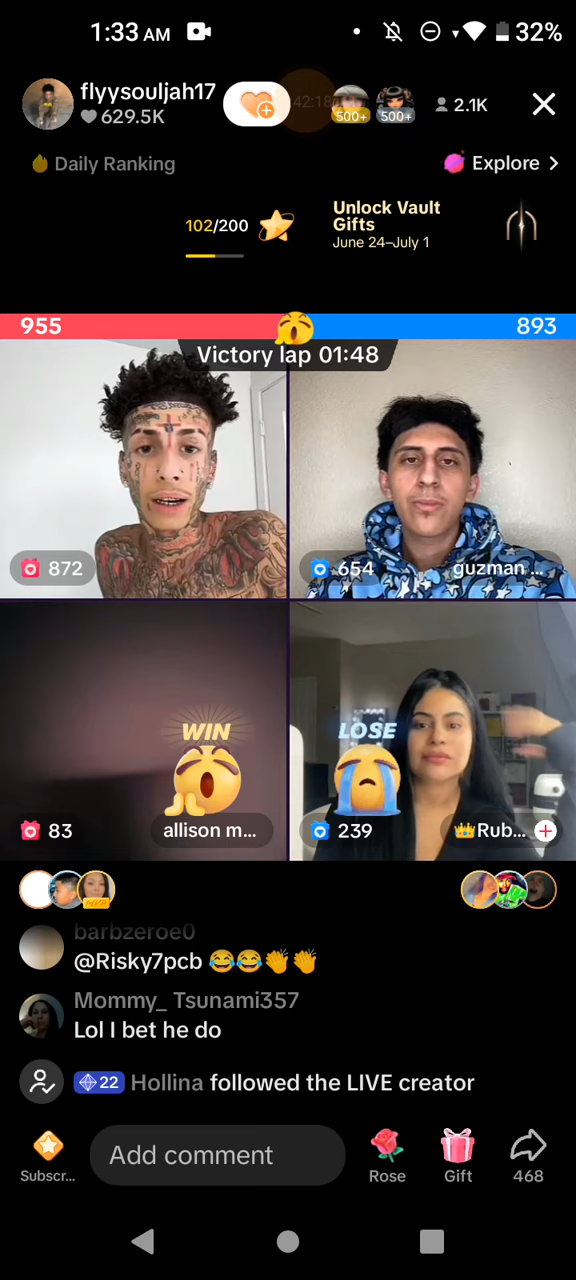 1:33 AM
32%
flyysouljah17
629.5K
42:18
500+
500+
2.1K
Daily Ranking
Explore >
102/200
Unlock Vault
Gifts
June 24–July 1
955
893
Victory lap 01:48
872
654
guzman ...
WIN
LOSE
83
allison m...
239
Rub...
barbzeroe0
@Risky7pcb 😂😂👏👏
Mommy_ Tsunami357
Lol I bet he do
22 Hollina followed the LIVE creator
Subscr...
Add comment
Rose
Gift
468